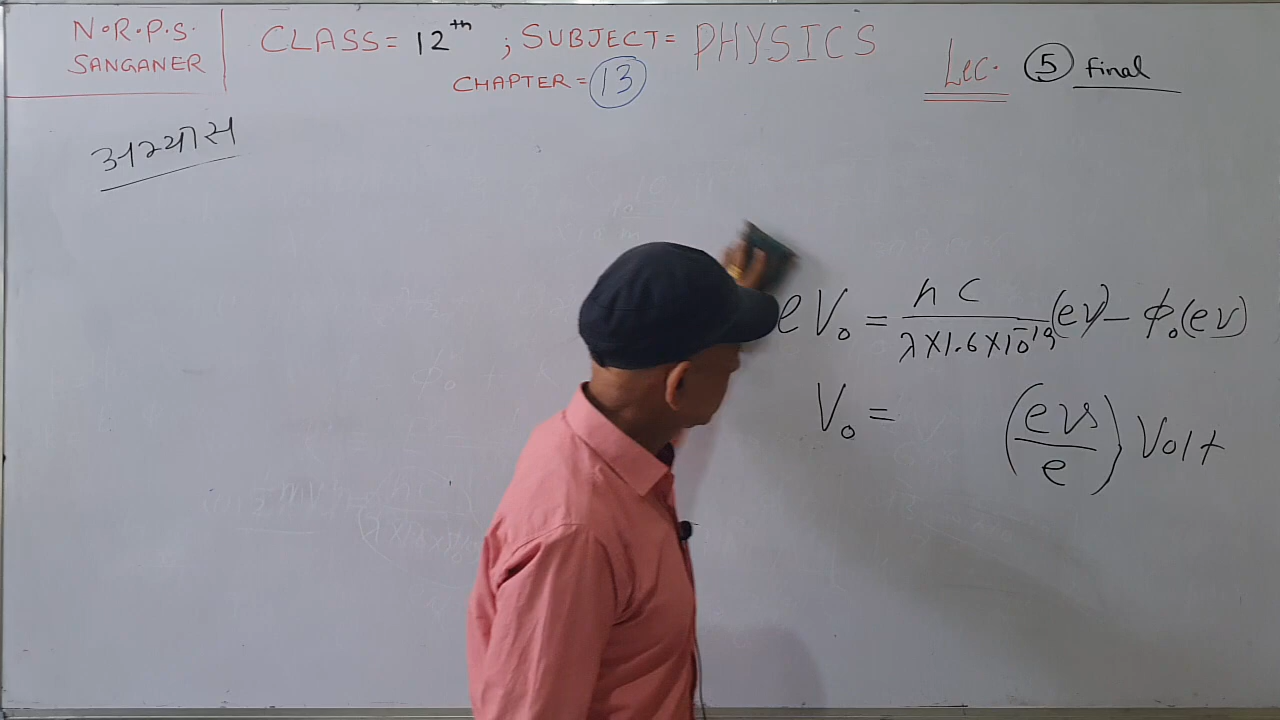 N.R.P.S.
SANGANER
CLASS= 12th ; SUBJECT= PHYSICS
CHAPTER = 13
Lec. 5 final
अभ्यास
eV₀ = hc/(λ×1.6×10⁻¹⁹) (eV) - ϕ₀(eV)
V₀ = (eV/e) Volt